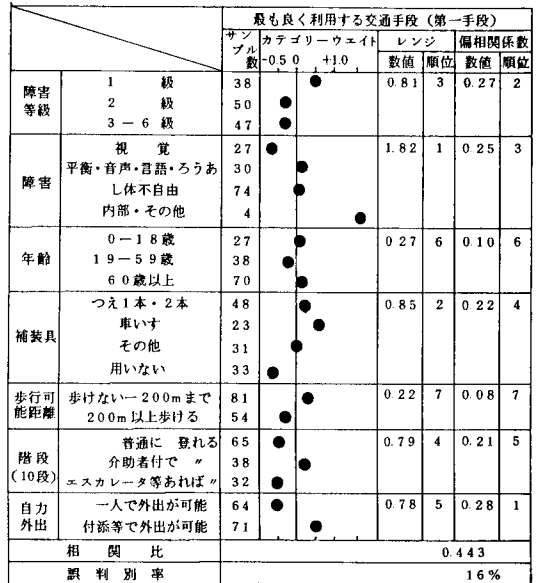 最も良く利用する交通手段（第一手段）
サンプル数 カテゴリーウエイト レンジ 偏相関係数
-0.5 0 +1.0 数値 順位 数値 順位
障害等級 1 級 38 0.81 3 0.27 2
2 級 50
3－6 級 47
障害 視 覚 27 1.82 1 0.25 3
平衡・音声・言語・ろうあ 30
し体不自由 74
内部・その他 4
年齢 0－18歳 27 0.27 6 0.10 6
19－59歳 38
60歳以上 70
補装具 つえ1本・2本 48 0.85 2 0.22 4
車いす 23
その他 31
用いない 33
歩行可能距離 歩けない－200mまで 81 0.22 7 0.08 7
200m以上歩ける 54
階段(10段) 普通に 登れる 65 0.79 4 0.21 5
介助者付で 〃 38
エスカレータ等あれば〃 32
自力外出 一人で外出が可能 64 0.78 5 0.28 1
付添等で外出が可能 71
相 関 比 0.443
誤 判 別 率 16%